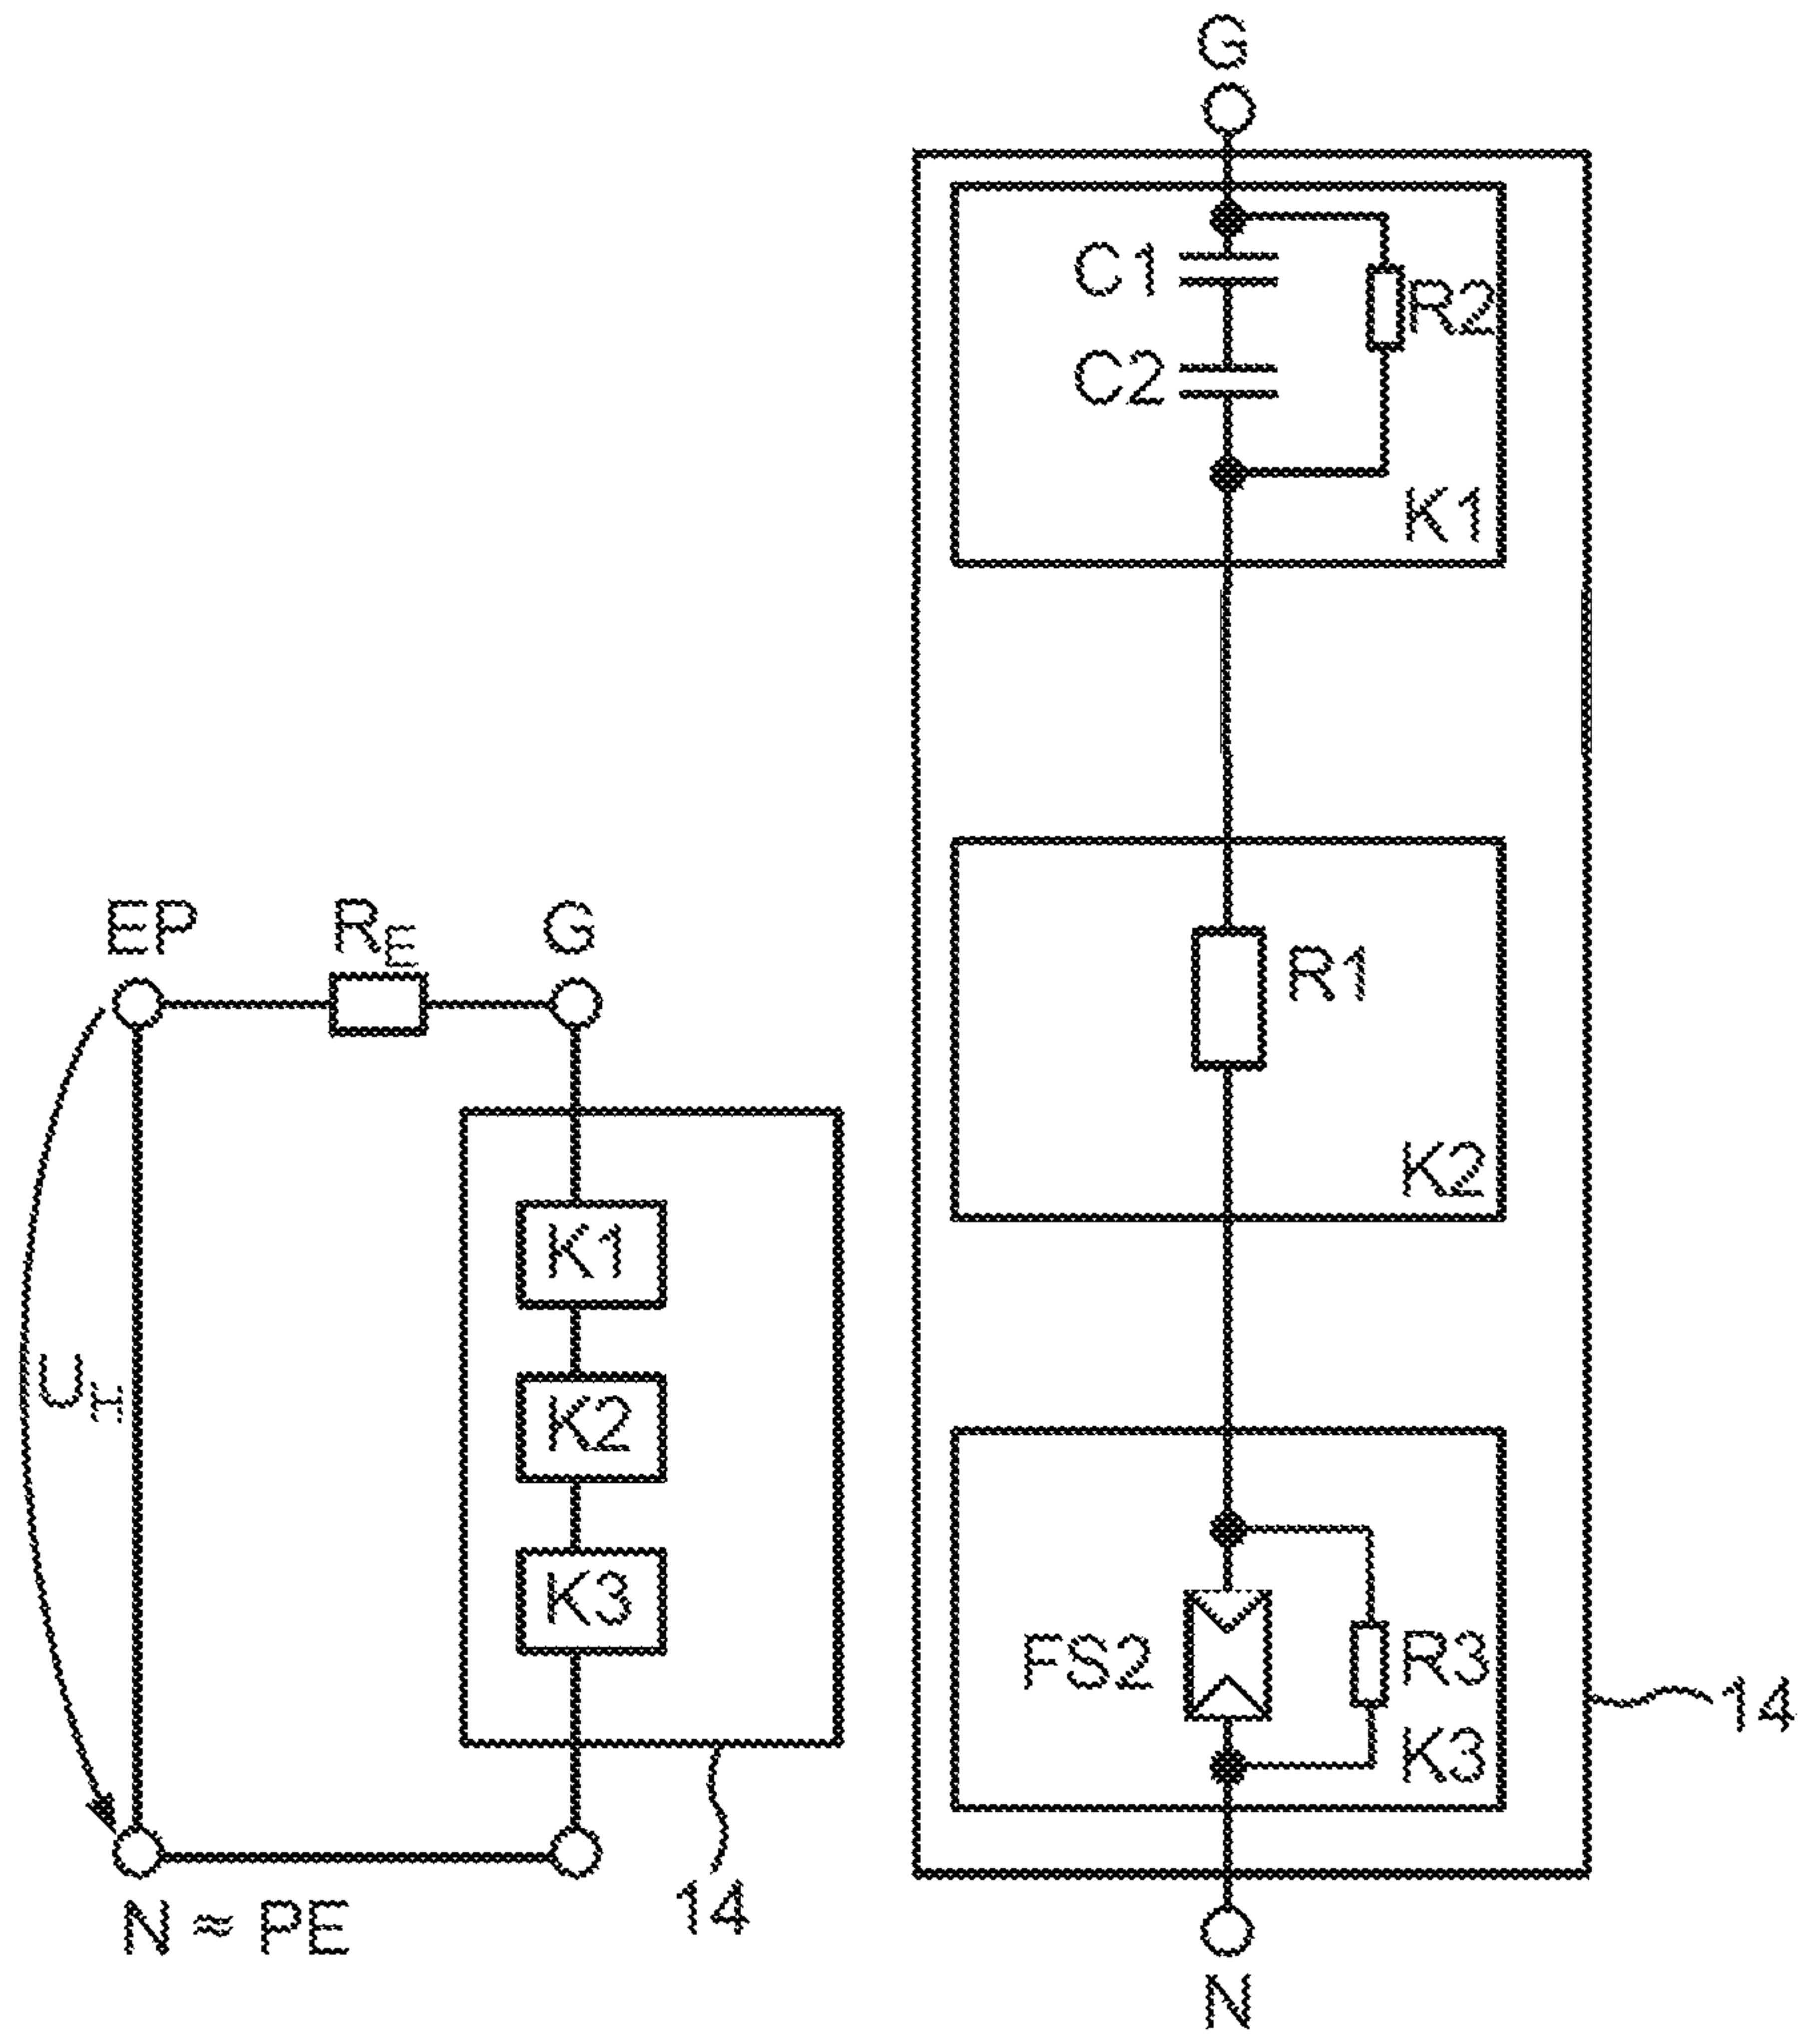 G
C1
R2
C2
K1
EP
R_E
G
R1
K2
K1
U_H
K2
K3
FS2
R3
K3
14
14
N ≈ PE
N